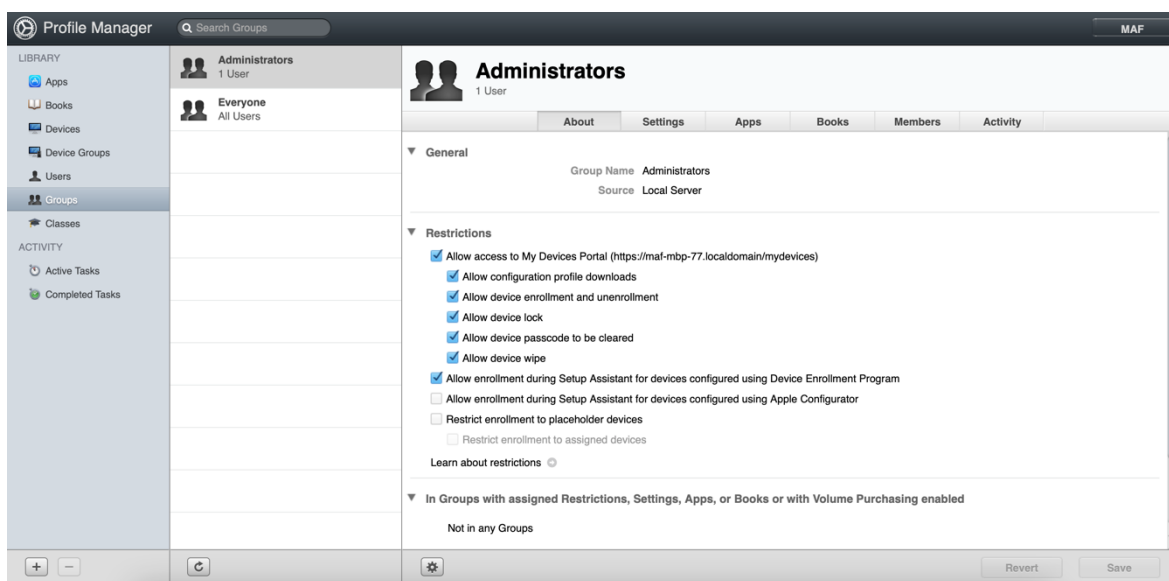 Profile Manager
Search Groups
MAF
LIBRARY
Apps
Books
Devices
Device Groups
Users
Groups
Classes
ACTIVITY
Active Tasks
Completed Tasks
Administrators
1 User
Everyone
All Users
Administrators
1 User
About Settings Apps Books Members Activity
General
Group Name Administrators
Source Local Server
Restrictions
Allow access to My Devices Portal (https://maf-mbp-77.localdomain/mydevices)
Allow configuration profile downloads
Allow device enrollment and unenrollment
Allow device lock
Allow device passcode to be cleared
Allow device wipe
Allow enrollment during Setup Assistant for devices configured using Device Enrollment Program
Allow enrollment during Setup Assistant for devices configured using Apple Configurator
Restrict enrollment to placeholder devices
Restrict enrollment to assigned devices
Learn about restrictions
In Groups with assigned Restrictions, Settings, Apps, or Books or with Volume Purchasing enabled
Not in any Groups
Revert Save